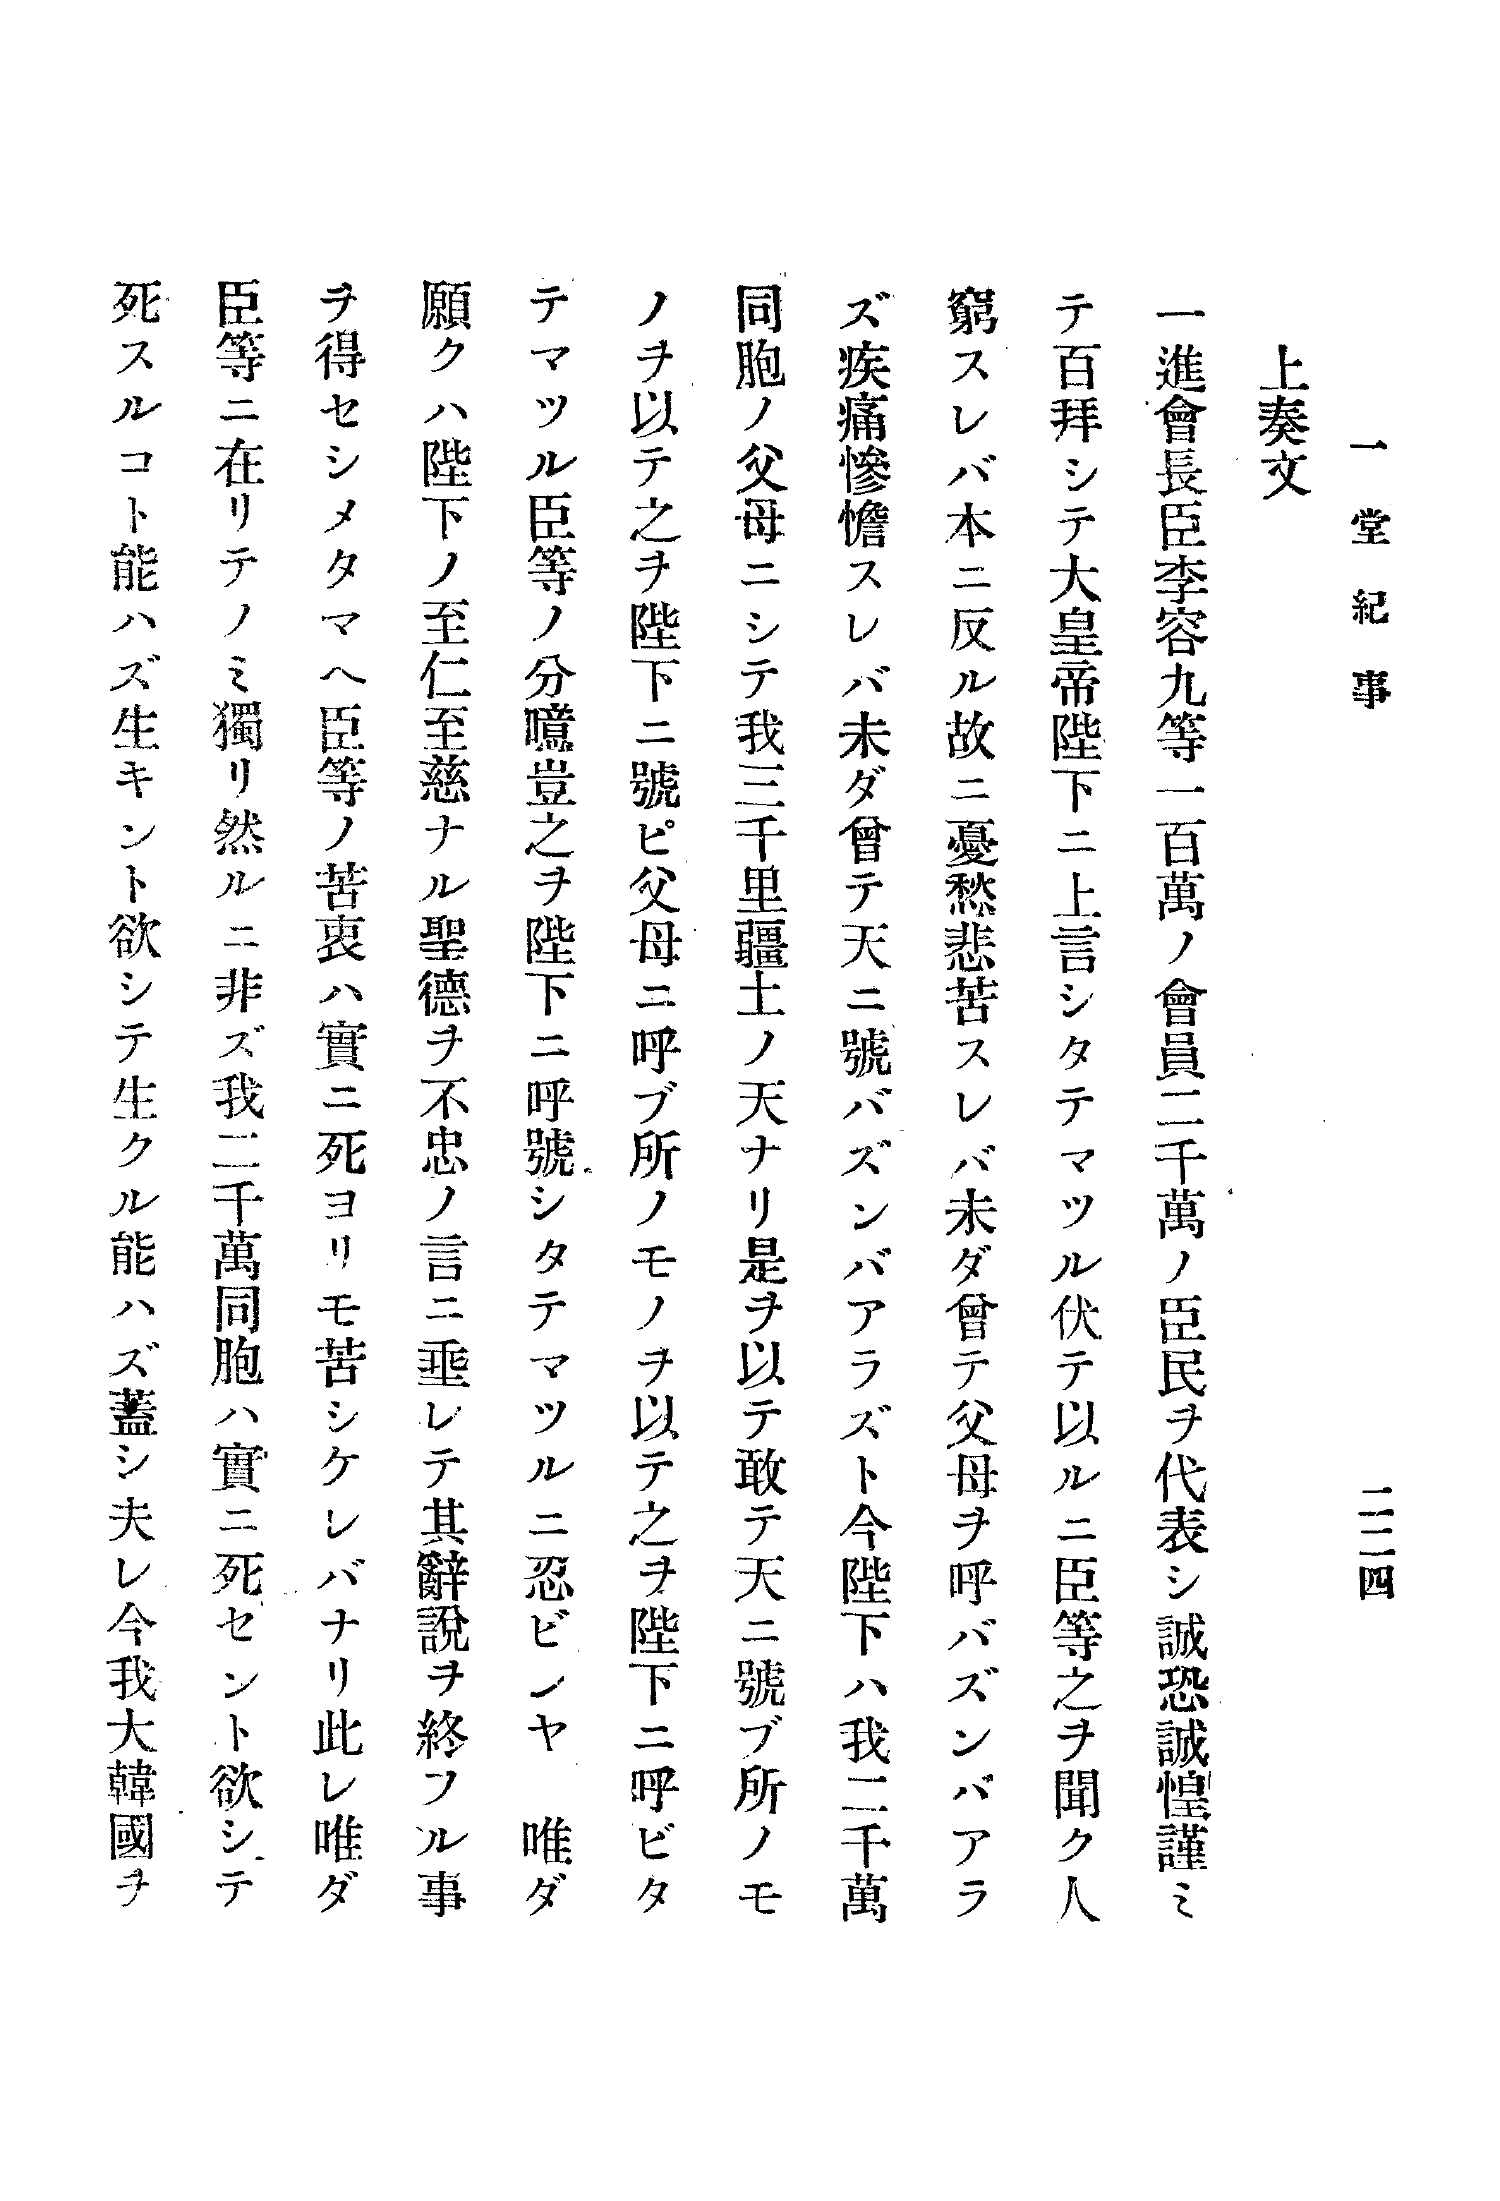 一堂紀事
二二四
上奏文
一進會長臣李容九等一百萬ノ會員二千萬ノ臣民ヲ代表シ誠恐誠惶謹ミ
テ百拜シテ大皇帝陛下ニ上言シタテマツル伏テ以ルニ臣等之ヲ聞ク人
窮スレバ本ニ反ル故ニ憂愁悲苦スレバ未ダ曾テ父母ヲ呼バズンバアラ
ズ疾痛慘憺スレバ未ダ曾テ天ニ號バズンバアラズト今陛下ハ我二千萬
同胞ノ父母ニシテ我三千里疆土ノ天ナリ是ヲ以テ敢テ天ニ號ブ所ノモ
ノヲ以テ之ヲ陛下ニ號ビ父母ニ呼ブ所ノモノヲ以テ之ヲ陛下ニ呼ビタ
テマツル臣等ノ分噫豈之ヲ陛下ニ呼號シタテマツルニ忍ビンヤ 唯ダ
願クハ陛下ノ至仁至慈ナル聖德ヲ不忠ノ言ニ垂レテ其辭說ヲ終フル事
ヲ得セシメタマヘ臣等ノ苦衷ハ實ニ死ヨリモ苦シケレバナリ此レ唯ダ
臣等ニ在リテノミ獨リ然ルニ非ズ我二千萬同胞ハ實ニ死セント欲シテ
死スルコト能ハズ生キント欲シテ生クル能ハズ蓋シ夫レ今我大韓國ヲ